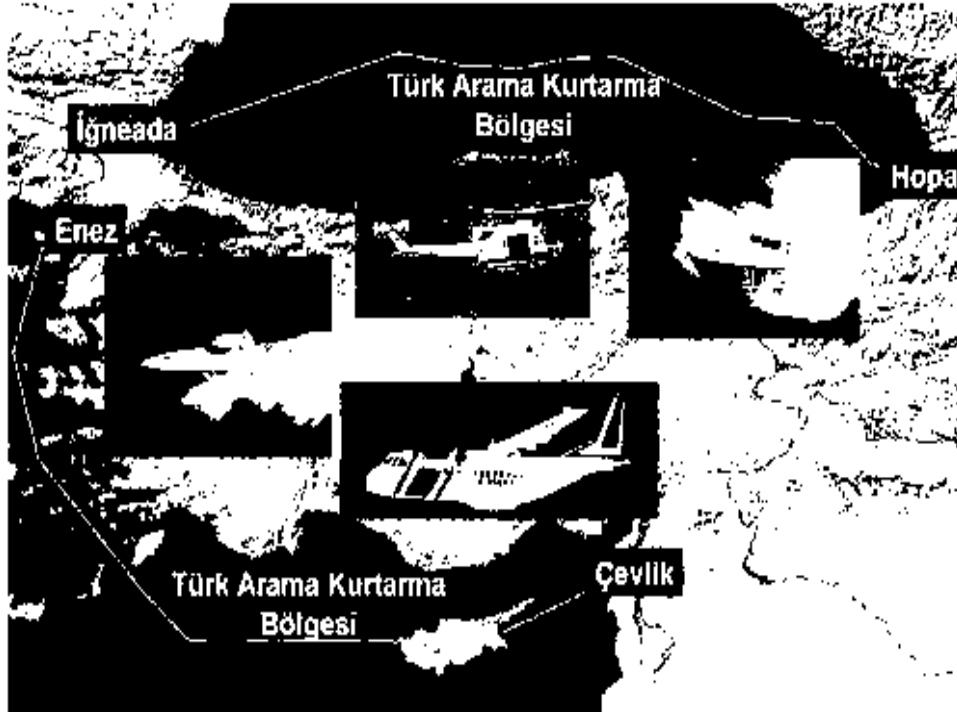 Türk Arama Kurtarma
Bölgesi
İğneada
Hopa
Enez
Çevlik
Türk Arama Kurtarma
Bölgesi